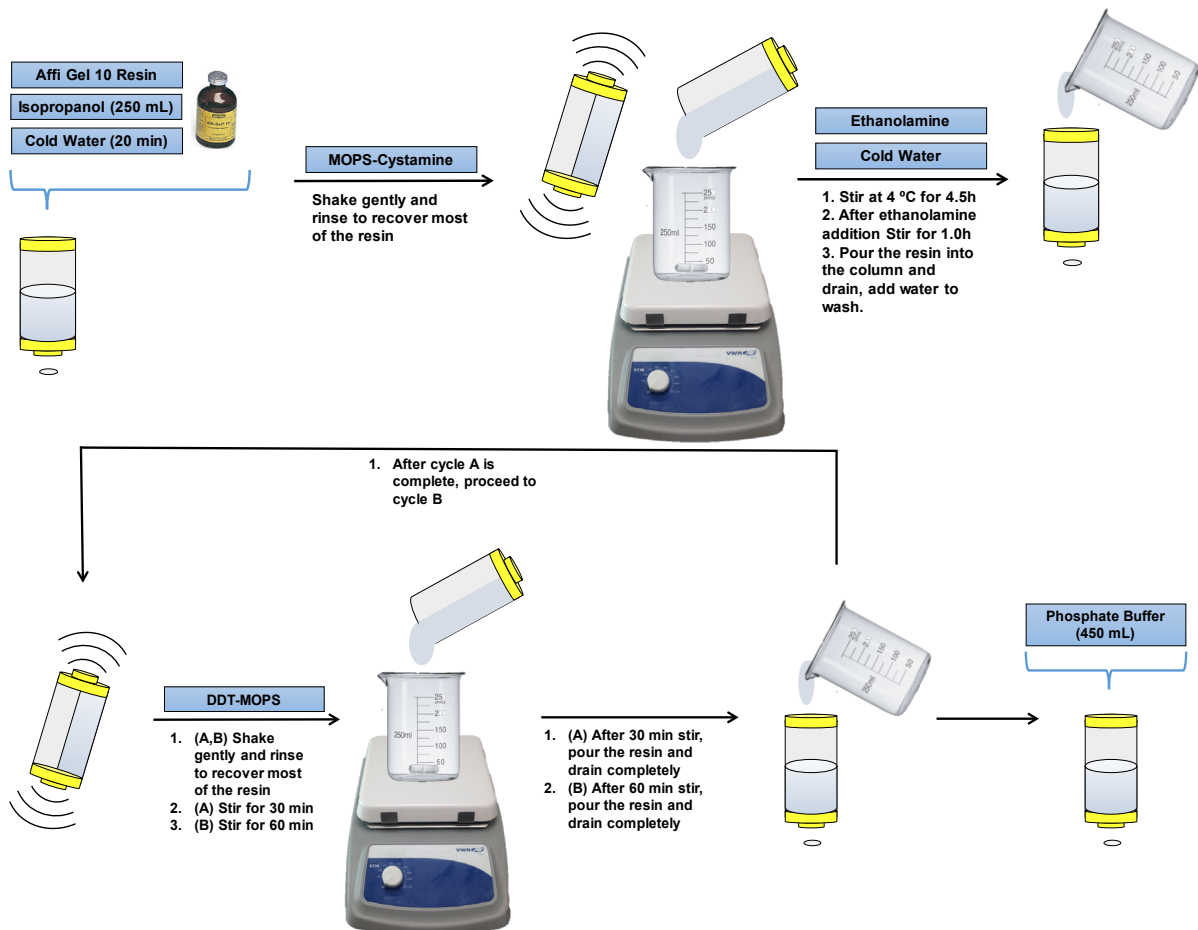 Affi Gel 10 Resin
Isopropanol (250 mL)
Cold Water (20 min)
MOPS-Cystamine
Shake gently and
rinse to recover most
of the resin
250ml
200
150
100
50
VWR
STIR
Ethanolamine
Cold Water
1. Stir at 4 ºC for 4.5h
2. After ethanolamine
addition Stir for 1.0h
3. Pour the resin into
the column and
drain, add water to
wash.
250ml
150
100
50
1. After cycle A is
complete, proceed to
cycle B
DDT-MOPS
1. (A,B) Shake
gently and rinse
to recover most
of the resin
2. (A) Stir for 30 min
3. (B) Stir for 60 min
250ml
150
100
50
VWR
STIR
1. (A) After 30 min stir,
pour the resin and
drain completely
2. (B) After 60 min stir,
pour the resin and
drain completely
250ml
150
100
50
Phosphate Buffer
(450 mL)